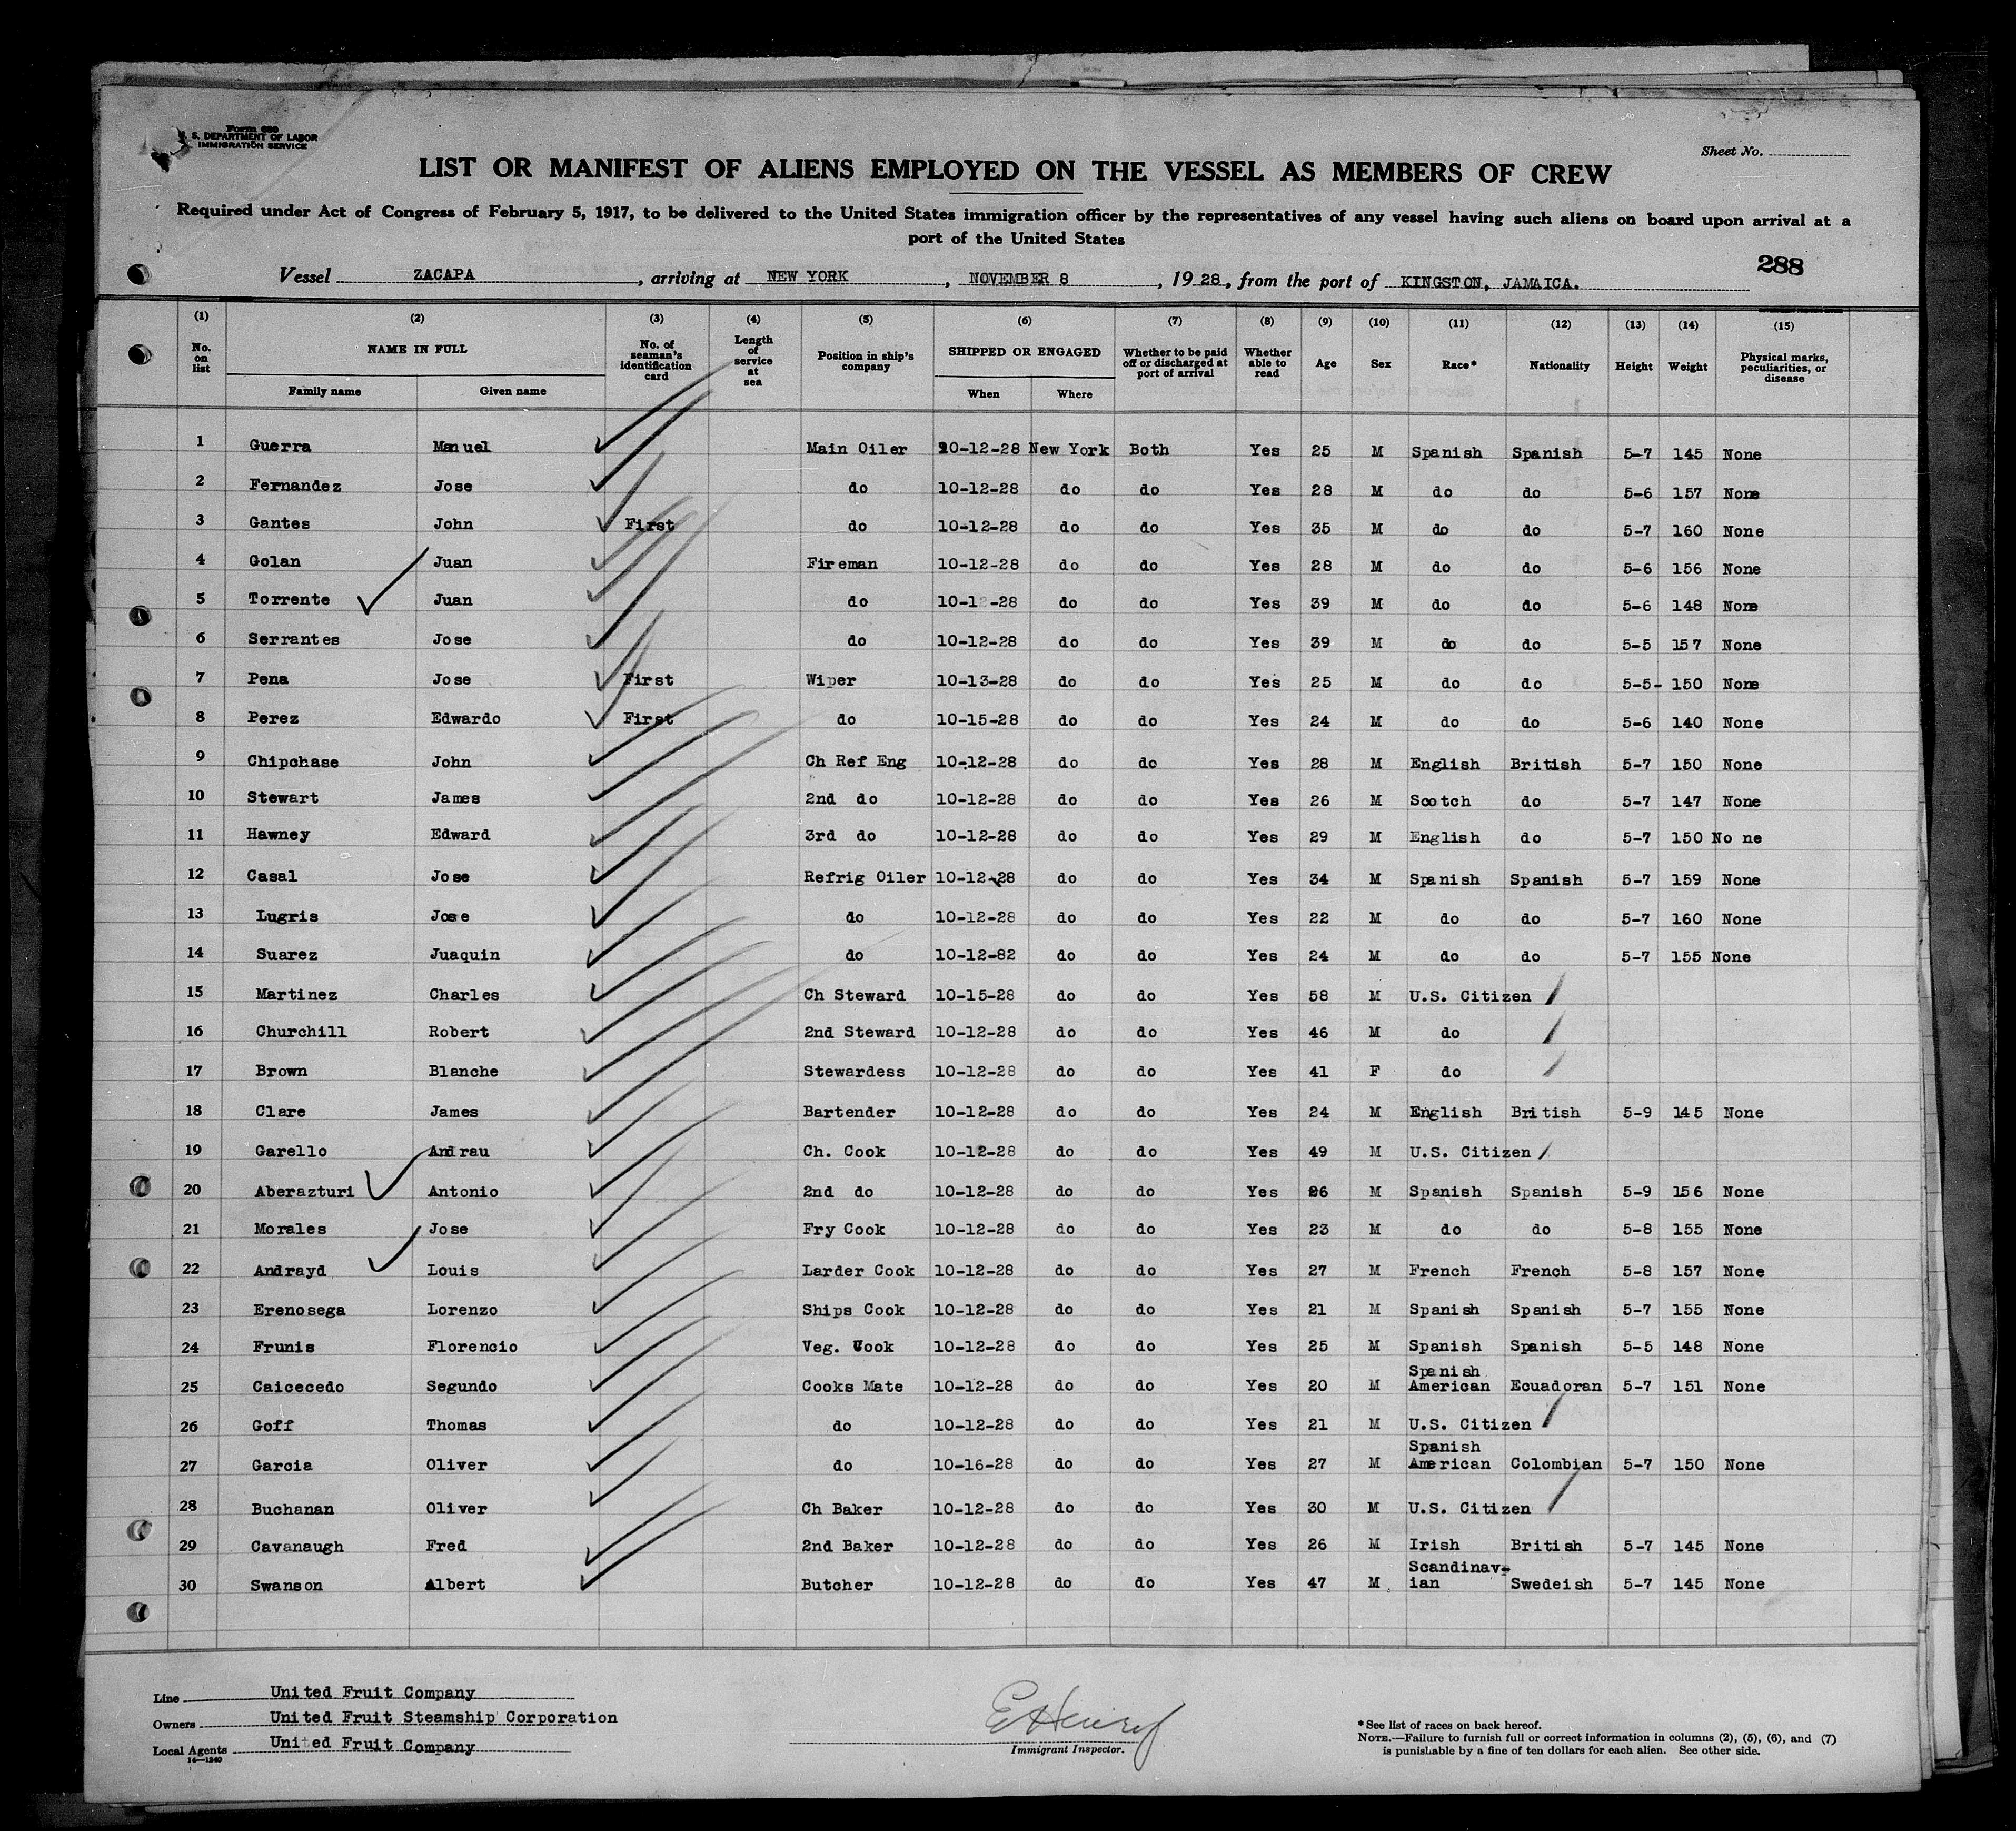 Form 680
U. S. DEPARTMENT OF LABOR
IMMIGRATION SERVICE
Sheet No.
LIST OR MANIFEST OF ALIENS EMPLOYED ON THE VESSEL AS MEMBERS OF CREW
Required under Act of Congress of February 5, 1917, to be delivered to the United States immigration officer by the representatives of any vessel having such aliens on board upon arrival at a
port of the United States
288
Vessel ZACAPA, arriving at NEW YORK, NOVEMBER 8, 1928, from the port of KINGSTON, JAMAICA.
(1) (2) (3) (4) (5) (6) (7) (8) (9) (10) (11) (12) (13) (14) (15)
No. on list NAME IN FULL Family name Given name No. of seaman's identification card Length of service at sea Position in ship's company SHIPPED OR ENGAGED When Where Whether to be paid off or discharged at port of arrival Whether able to read Age Sex Race* Nationality Height Weight Physical marks, peculiarities, or disease
1 Guerra Manuel Main Oiler 10-12-28 New York Both Yes 25 M Spanish Spanish 5-7 145 None
2 Fernandez Jose do 10-12-28 do do Yes 28 M do do 5-6 157 None
3 Gantes John First do 10-12-28 do do Yes 35 M do do 5-7 160 None
4 Golan Juan Fireman 10-12-28 do do Yes 28 M do do 5-6 156 None
5 Torrente Juan do 10-12-28 do do Yes 39 M do do 5-6 148 None
6 Serrantes Jose do 10-12-28 do do Yes 39 M do do 5-5 157 None
7 Pena Jose First Wiper 10-13-28 do do Yes 25 M do do 5-5- 150 None
8 Perez Edwardo First do 10-15-28 do do Yes 24 M do do 5-6 140 None
9 Chipchase John Ch Ref Eng 10-12-28 do do Yes 28 M English British 5-7 150 None
10 Stewart James 2nd do 10-12-28 do do Yes 26 M Scotch do 5-7 147 None
11 Hawney Edward 3rd do 10-12-28 do do Yes 29 M English do 5-7 150 No ne
12 Casal Jose Refrig Oiler 10-12-28 do do Yes 34 M Spanish Spanish 5-7 159 None
13 Lugris Jose do 10-12-28 do do Yes 22 M do do 5-7 160 None
14 Suarez Juaquin do 10-12-82 do do Yes 24 M do do 5-7 155 None
15 Martinez Charles Ch Steward 10-15-28 do do Yes 58 M U.S. Citizen
16 Churchill Robert 2nd Steward 10-12-28 do do Yes 46 M do
17 Brown Blanche Stewardess 10-12-28 do do Yes 41 F do
18 Clare James Bartender 10-12-28 do do Yes 24 M English British 5-9 145 None
19 Garello Andrau Ch. Cook 10-12-28 do do Yes 49 M U.S. Citizen
20 Aberazturi Antonio 2nd do 10-12-28 do do Yes 26 M Spanish Spanish 5-9 156 None
21 Morales Jose Fry Cook 10-12-28 do do Yes 23 M do do 5-8 155 None
22 Andrayd Louis Larder Cook 10-12-28 do do Yes 27 M French French 5-8 157 None
23 Erenosega Lorenzo Ships Cook 10-12-28 do do Yes 21 M Spanish Spanish 5-7 155 None
24 Frunis Florencio Veg. Cook 10-12-28 do do Yes 25 M Spanish Spanish 5-5 148 None
25 Caicecedo Segundo Cooks Mate 10-12-28 do do Yes 20 M Spanish American Ecuadoran 5-7 151 None
26 Goff Thomas do 10-12-28 do do Yes 21 M U.S. Citizen
27 Garcia Oliver do 10-16-28 do do Yes 27 M Spanish American Colombian 5-7 150 None
28 Buchanan Oliver Ch Baker 10-12-28 do do Yes 30 M U.S. Citizen
29 Cavanaugh Fred 2nd Baker 10-12-28 do do Yes 26 M Irish British 5-7 145 None
30 Swanson Albert Butcher 10-12-28 do do Yes 47 M Scandinav-ian Swedeish 5-7 145 None
Line United Fruit Company
Owners United Fruit Steamship Corporation
Local Agents United Fruit Company
16—1240
E Henry
Immigrant Inspector.
* See list of races on back hereof.
NOTE.—Failure to furnish full or correct information in columns (2), (5), (6), and (7)
is punishable by a fine of ten dollars for each alien. See other side.